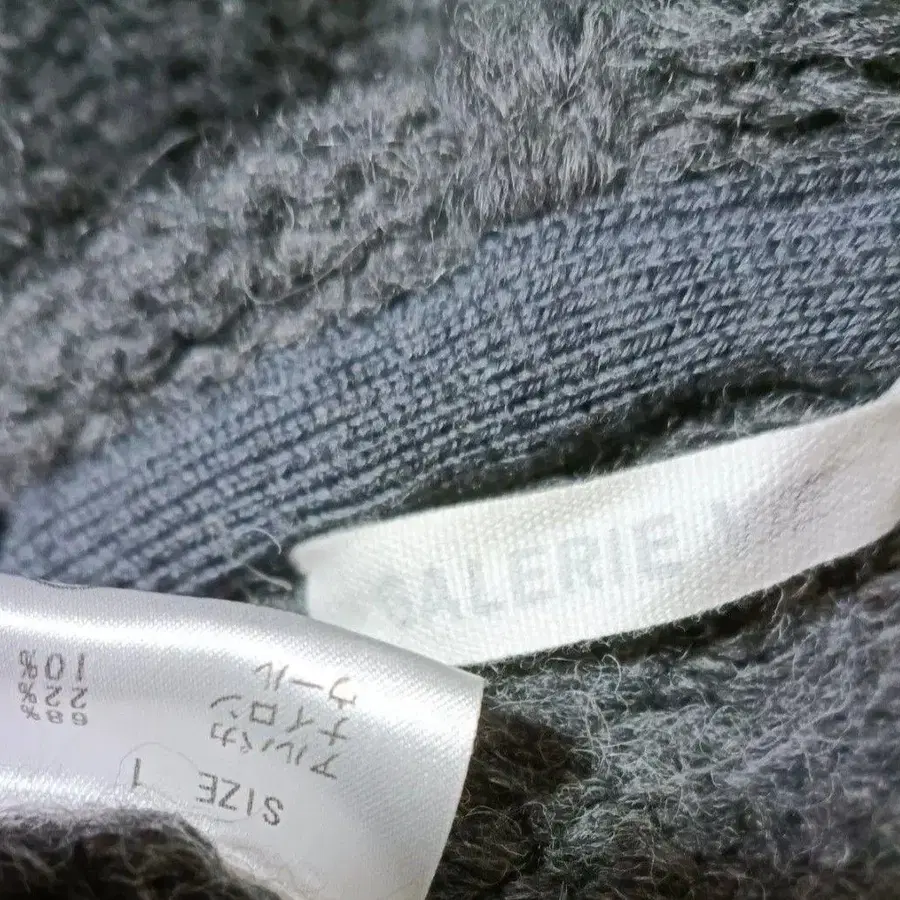 GALERIE
SIZE 1
アルパカ 68%
ナイロン 22%
ウール 10%